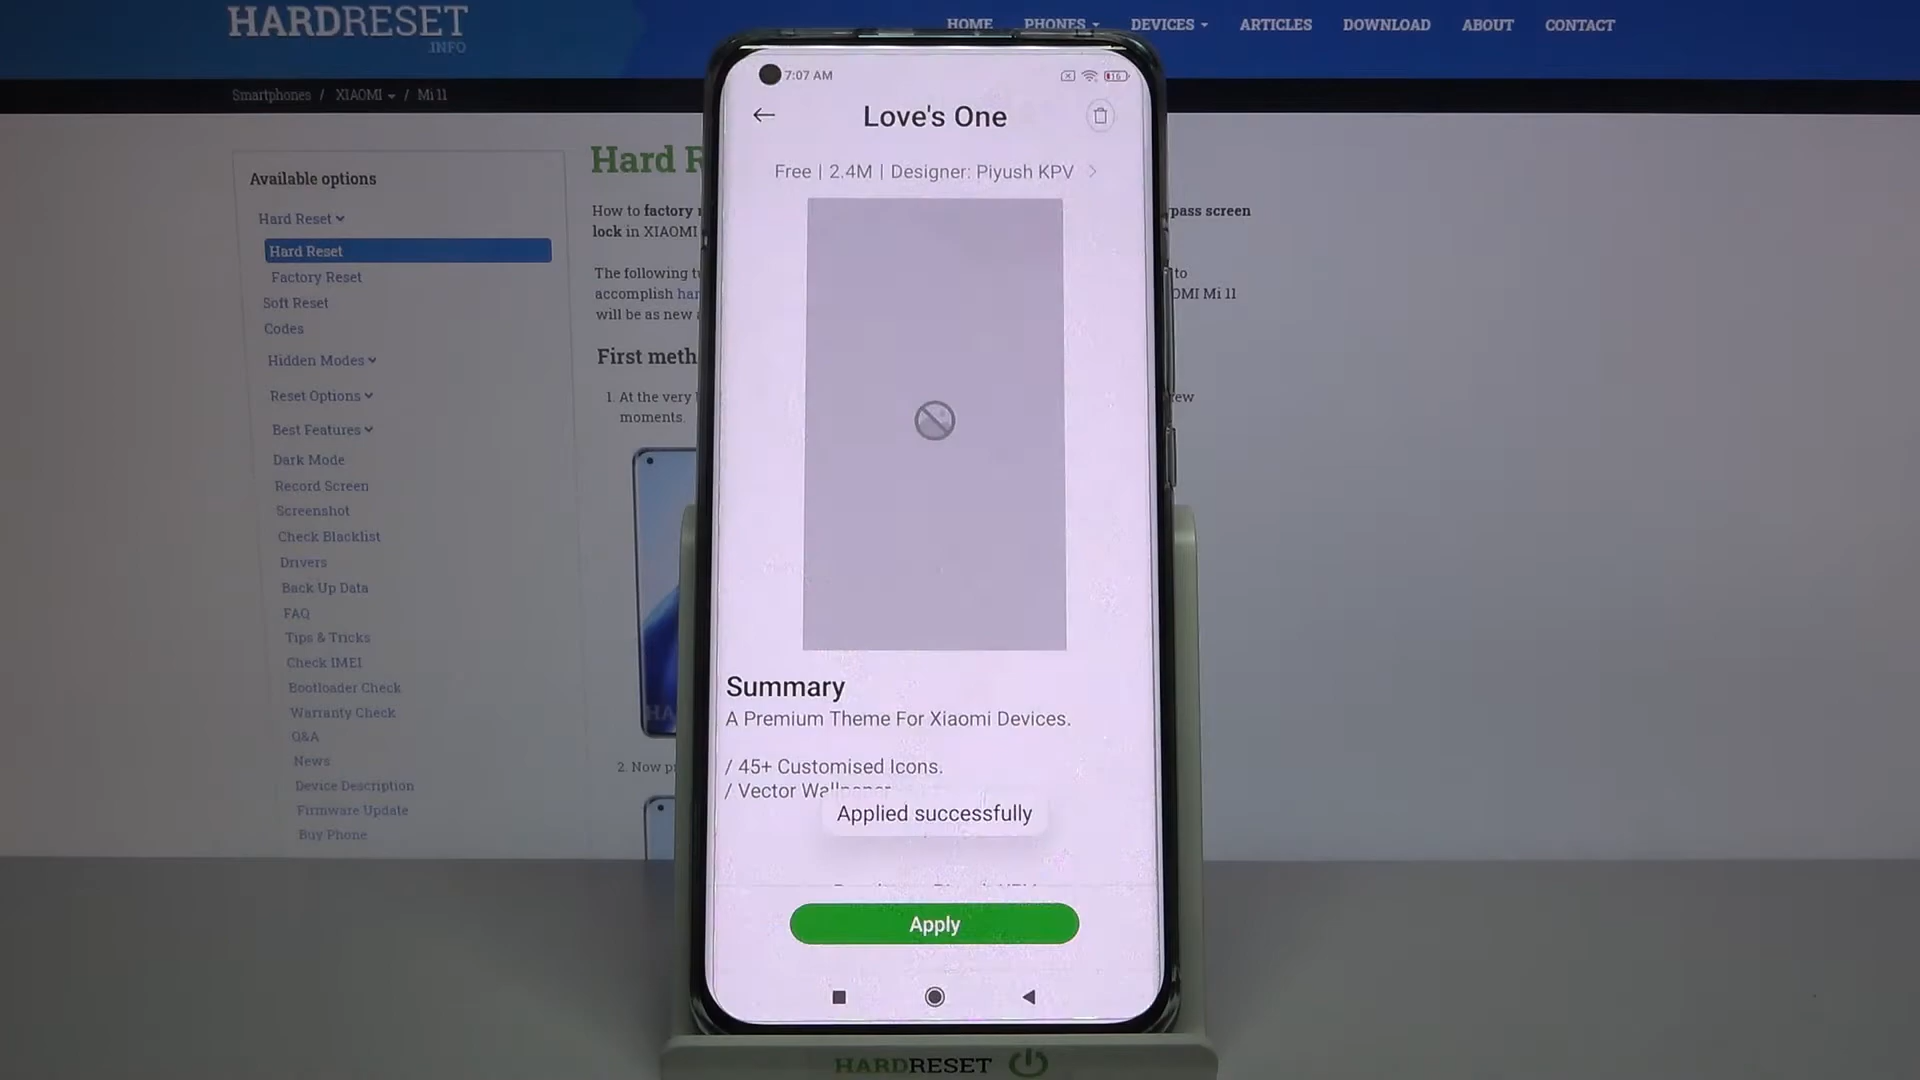 HARDRESET
.INFO
HOME PHONES DEVICES ARTICLES DOWNLOAD ABOUT CONTACT
Smartphones / XIAOMI / Mi 11
Available options
Hard Reset
Hard Reset
Factory Reset
Soft Reset
Codes
Hidden Modes
Reset Options
Best Features
Dark Mode
Record Screen
Screenshot
Check Blacklist
Drivers
Back Up Data
FAQ
Tips & Tricks
Check IMEI
Bootloader Check
Warranty Check
Q&A
News
Device Description
Firmware Update
Buy Phone
Hard R
How to factory
lock in XIAOMI
pass screen
The following
accomplish
will be as new
to
OMI Mi 11
First meth
1. At the very
moments.
2. Now
7:07 AM
16
Love's One
Free | 2.4M | Designer: Piyush KPV
Summary
A Premium Theme For Xiaomi Devices.
/ 45+ Customised Icons.
/ Vector Wallpaper
Applied successfully
Apply
HARDRESET